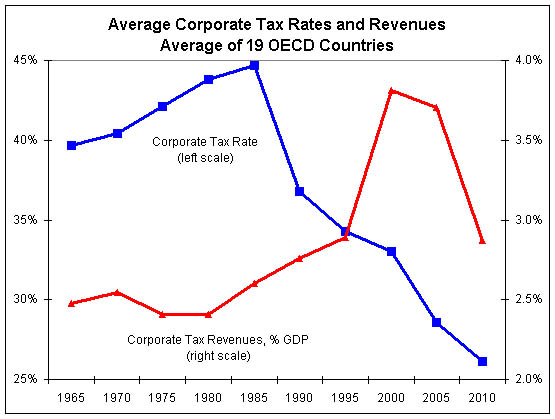 Average Corporate Tax Rates and Revenues
Average of 19 OECD Countries
45%
40%
35%
30%
25%
4.0%
3.5%
3.0%
2.5%
2.0%
Corporate Tax Rate
(left scale)
Corporate Tax Revenues, % GDP
(right scale)
1965 1970 1975 1980 1985 1990 1995 2000 2005 2010